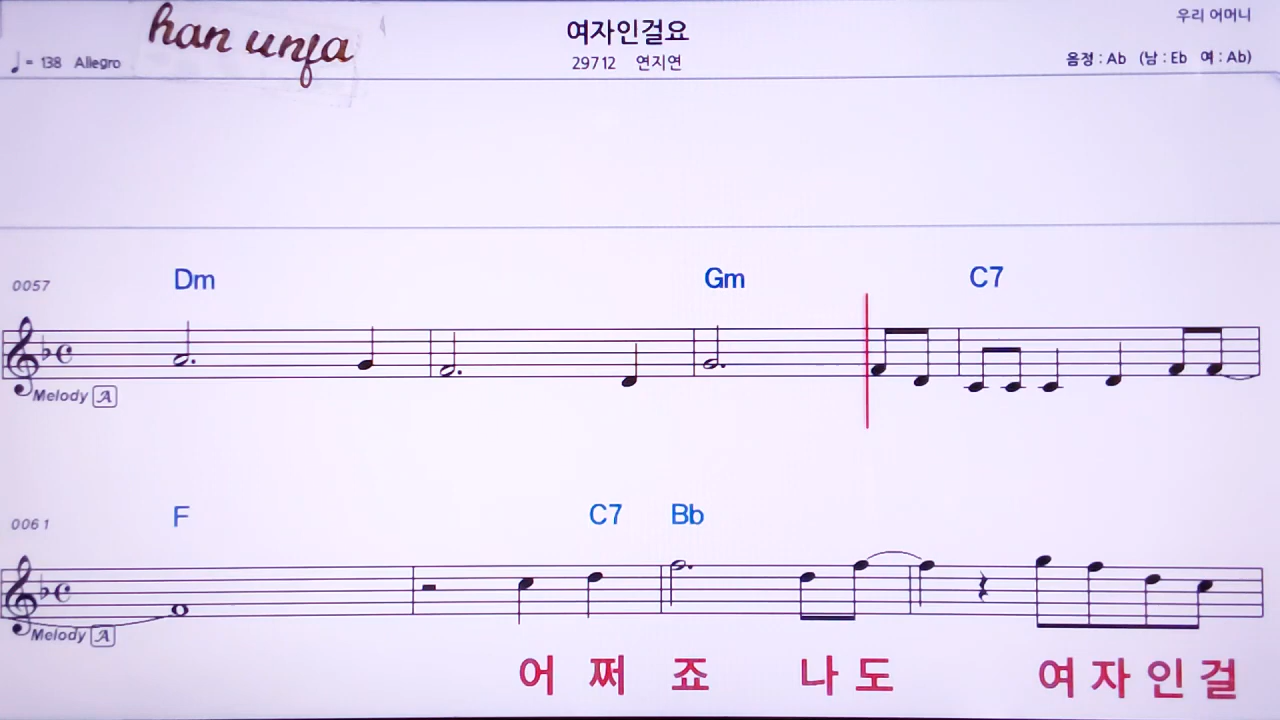 han unja
여자인걸요
우리 어머니
♩= 138 Allegro
29712 연지연
음정 : Ab (남 : Eb 여 : Ab)
0057 Dm Gm C7
Melody A
0061 F C7 Bb
Melody A
어 쩌 죠 나 도 여 자 인 걸